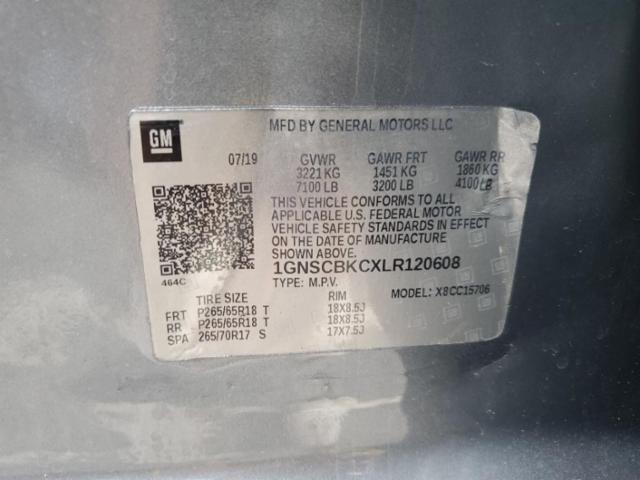 GM
MFD BY GENERAL MOTORS LLC
07/19 GVWR GAWR FRT GAWR RR
3221 KG 1451 KG 1860 KG
7100 LB 3200 LB 4100 LB
THIS VEHICLE CONFORMS TO ALL
APPLICABLE U.S. FEDERAL MOTOR
VEHICLE SAFETY STANDARDS IN EFFECT
ON THE DATE OF MANUFACTURE
SHOWN ABOVE.
464C 1GNSCBKCXLR120608
TYPE: M.P.V. MODEL: X8CC15706
TIRE SIZE RIM
FRT P265/65R18 T 18X8.5J
RR P265/65R18 T 18X8.5J
SPA 265/70R17 S 17X7.5J